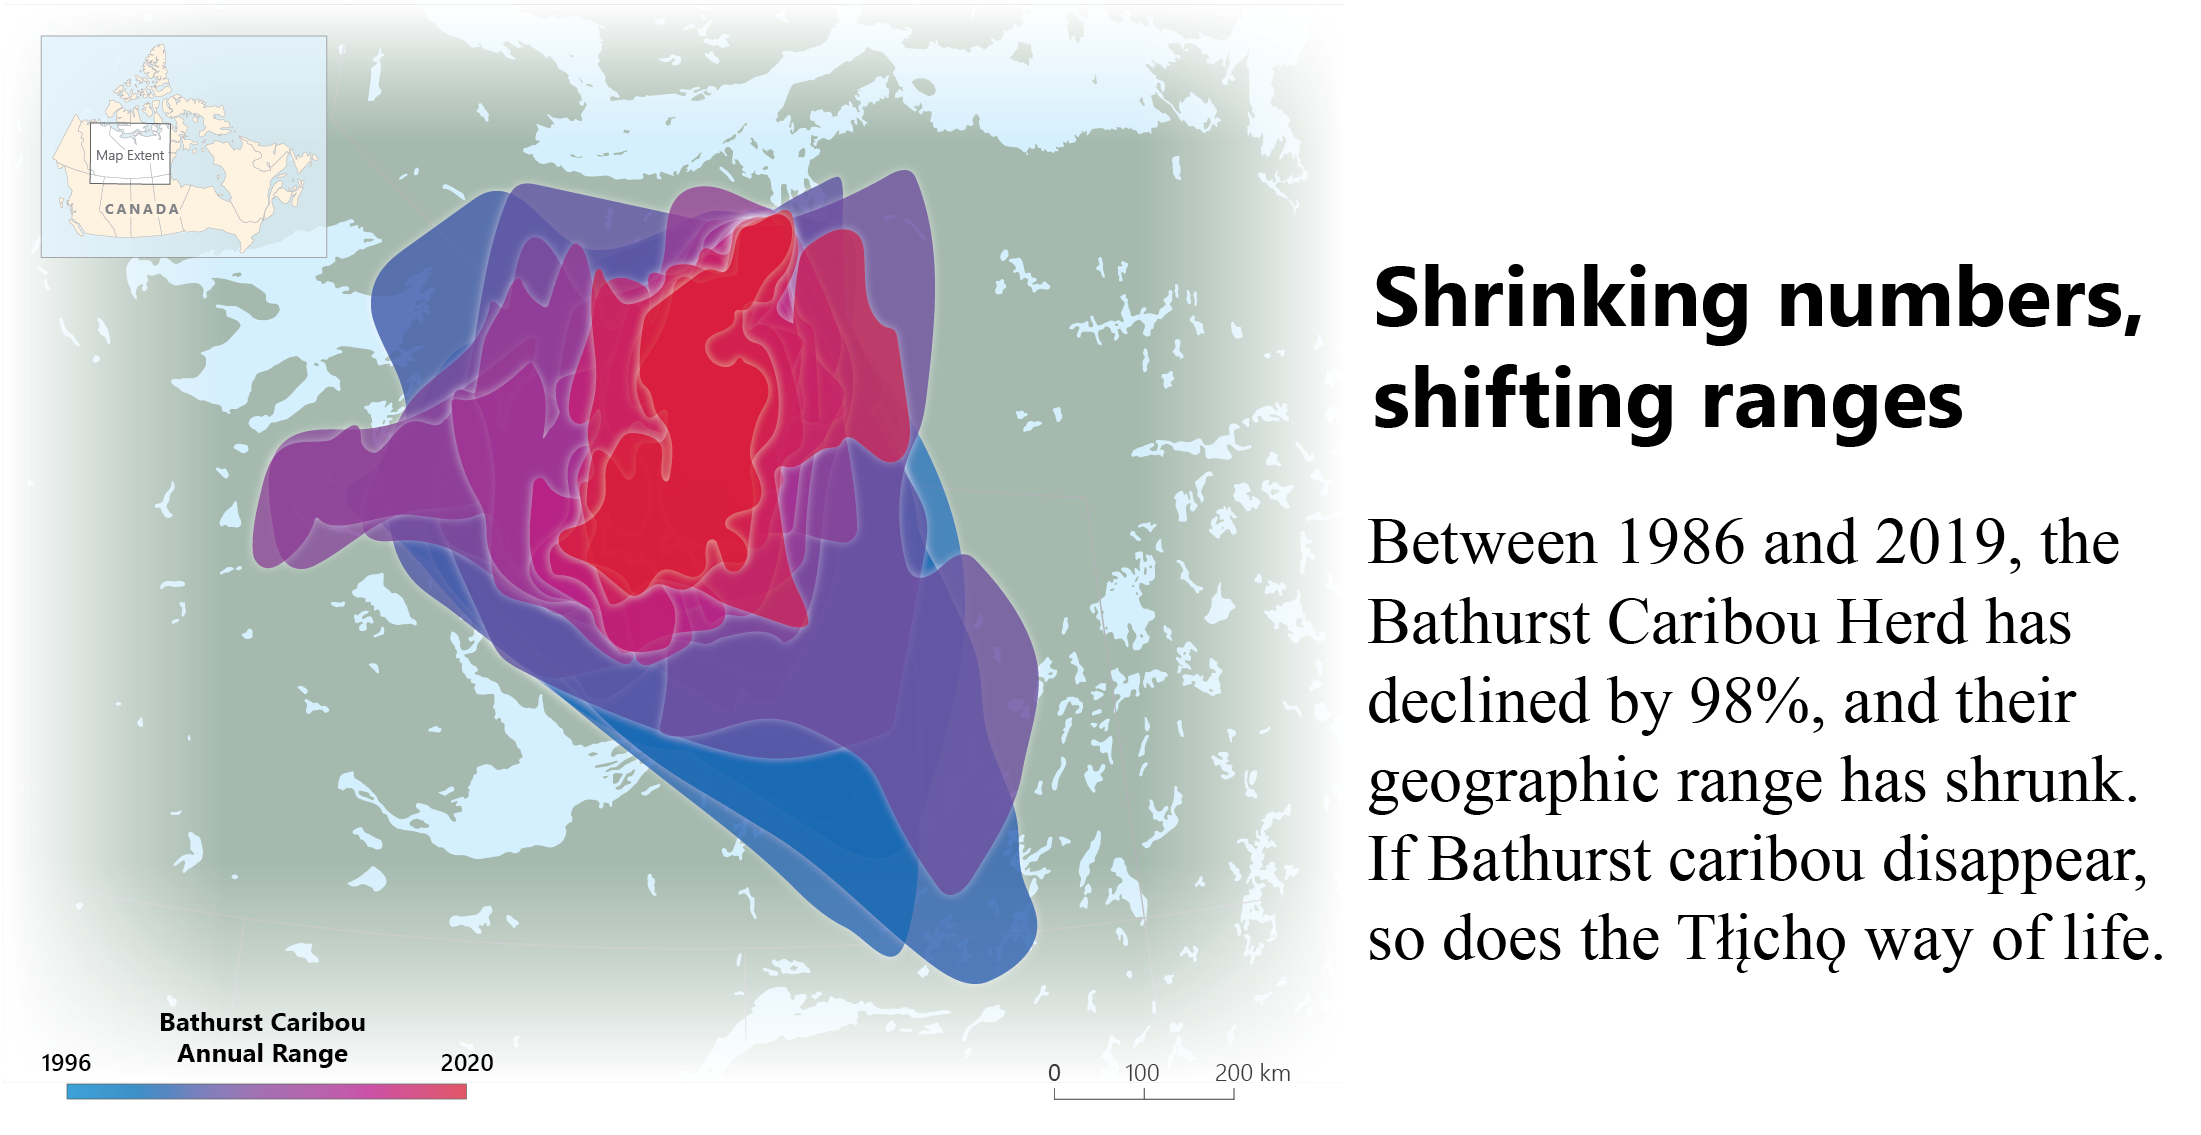 Map Extent
CANADA
Shrinking numbers,
shifting ranges
Between 1986 and 2019, the
Bathurst Caribou Herd has
declined by 98%, and their
geographic range has shrunk.
If Bathurst caribou disappear,
so does the Tłı̨chǫ way of life.
Bathurst Caribou
Annual Range
1996 2020
0 100 200 km